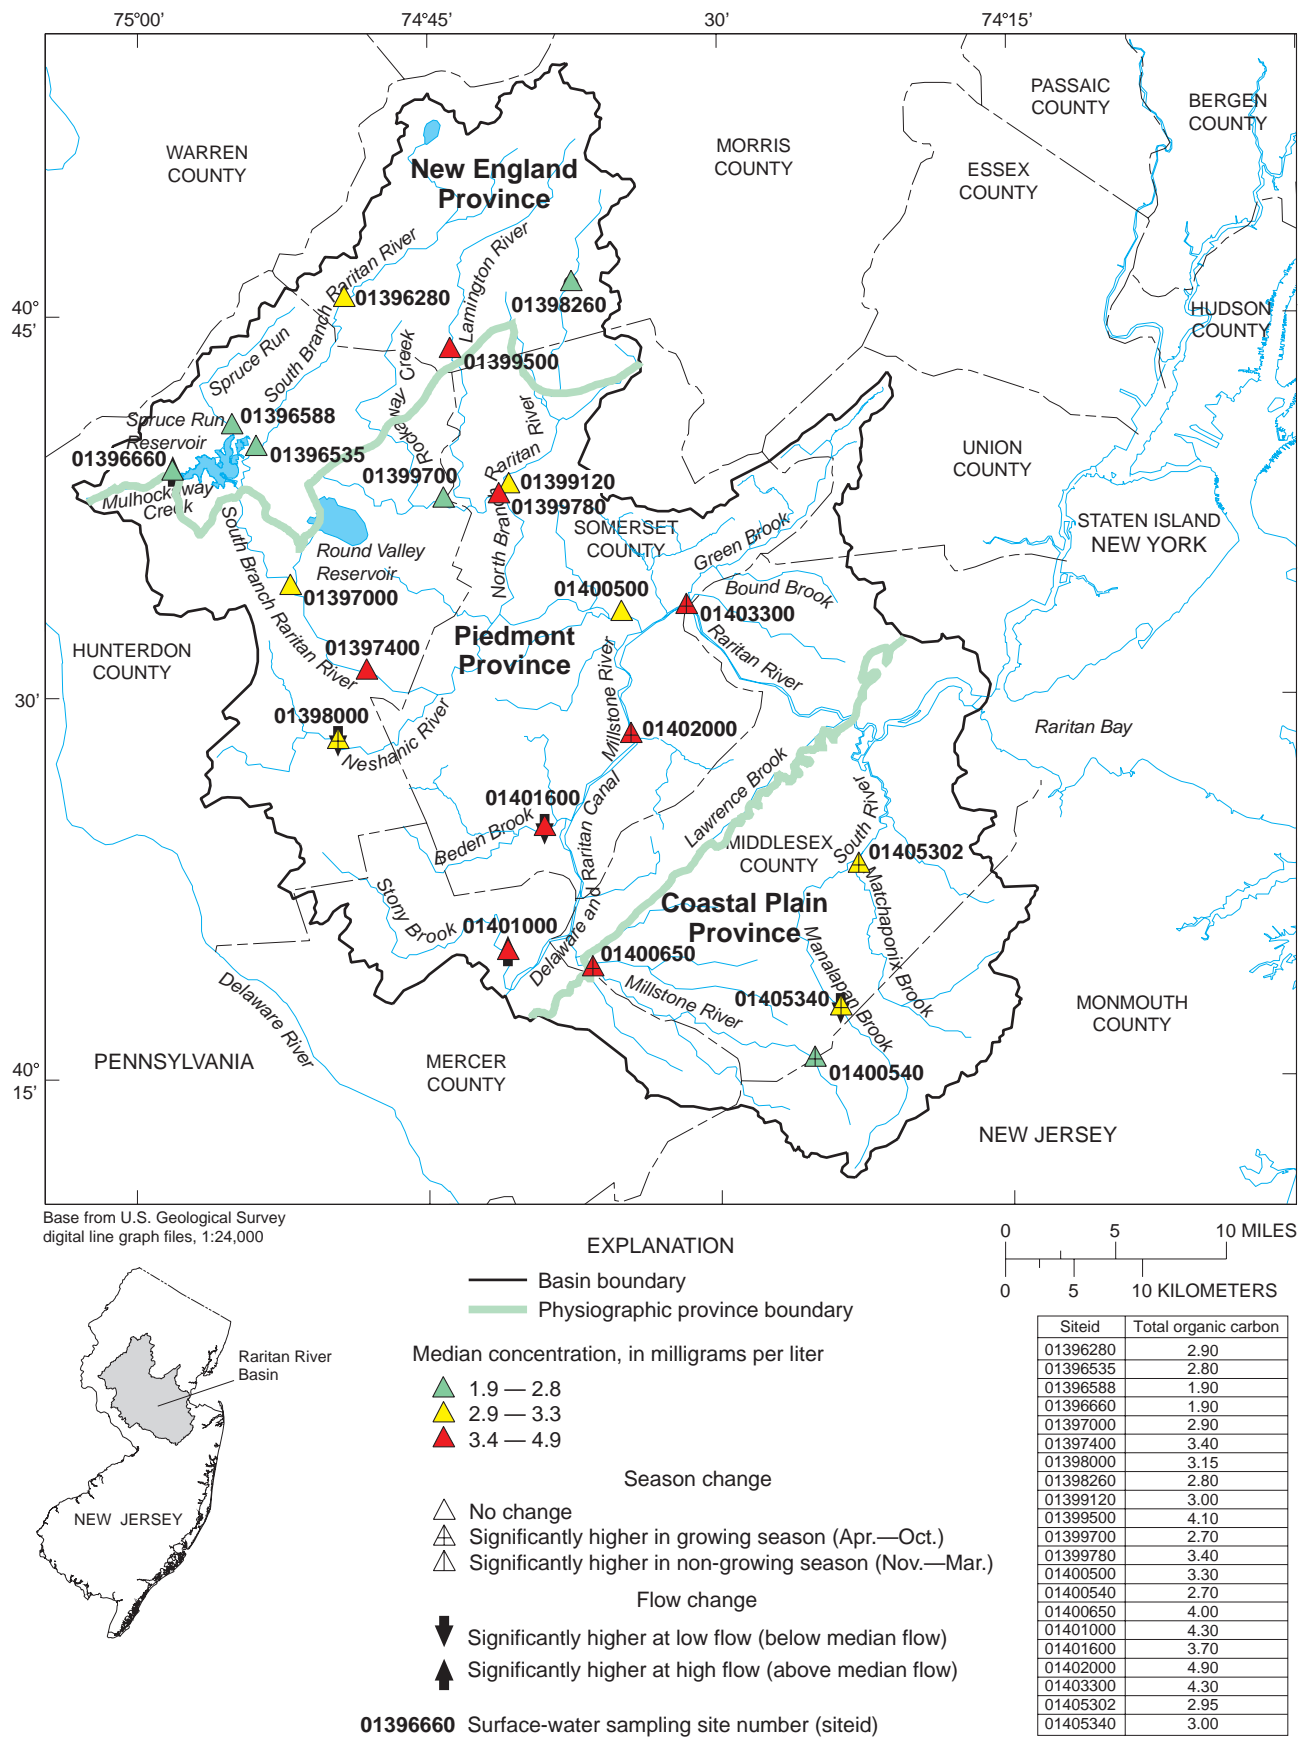 75°00'
74°45'
30'
74°15'
40°
45'
30'
40°
15'
WARREN
COUNTY
MORRIS
COUNTY
PASSAIC
COUNTY
BERGEN
COUNTY
ESSEX
COUNTY
HUDSON
COUNTY
UNION
COUNTY
STATEN ISLAND
NEW YORK
SOMERSET
COUNTY
HUNTERDON
COUNTY
MIDDLESEX
COUNTY
MONMOUTH
COUNTY
MERCER
COUNTY
PENNSYLVANIA
NEW JERSEY
New England
Province
Piedmont
Province
Coastal Plain
Province
South Branch Raritan River
Lamington River
Spruce Run
Rockaway Creek
Spruce Run
Reservoir
Mulhockaway
Creek
North Branch Raritan River
Round Valley
Reservoir
South Branch Raritan River
Green Brook
Bound Brook
Raritan River
Millstone River
Neshanic River
Raritan Bay
Lawrence Brook
South River
Beden Brook
Delaware and Raritan Canal
Stony Brook
Matchaponix Brook
Manalapan Brook
Millstone River
Delaware River
01396280
01398260
01399500
01396588
01396535
01396660
01399700
01399120
01399780
01397000
01400500
01403300
01397400
01398000
01402000
01401600
01405302
01401000
01400650
01405340
01400540
Base from U.S. Geological Survey
digital line graph files, 1:24,000
EXPLANATION
Basin boundary
Physiographic province boundary
Median concentration, in milligrams per liter
1.9 — 2.8
2.9 — 3.3
3.4 — 4.9
Season change
No change
Significantly higher in growing season (Apr.—Oct.)
Significantly higher in non-growing season (Nov.—Mar.)
Flow change
Significantly higher at low flow (below median flow)
Significantly higher at high flow (above median flow)
01396660 Surface-water sampling site number (siteid)
Raritan River
Basin
NEW JERSEY
0 5 10 MILES
0 5 10 KILOMETERS
Siteid Total organic carbon
01396280 2.90
01396535 2.80
01396588 1.90
01396660 1.90
01397000 2.90
01397400 3.40
01398000 3.15
01398260 2.80
01399120 3.00
01399500 4.10
01399700 2.70
01399780 3.40
01400500 3.30
01400540 2.70
01400650 4.00
01401000 4.30
01401600 3.70
01402000 4.90
01403300 4.30
01405302 2.95
01405340 3.00